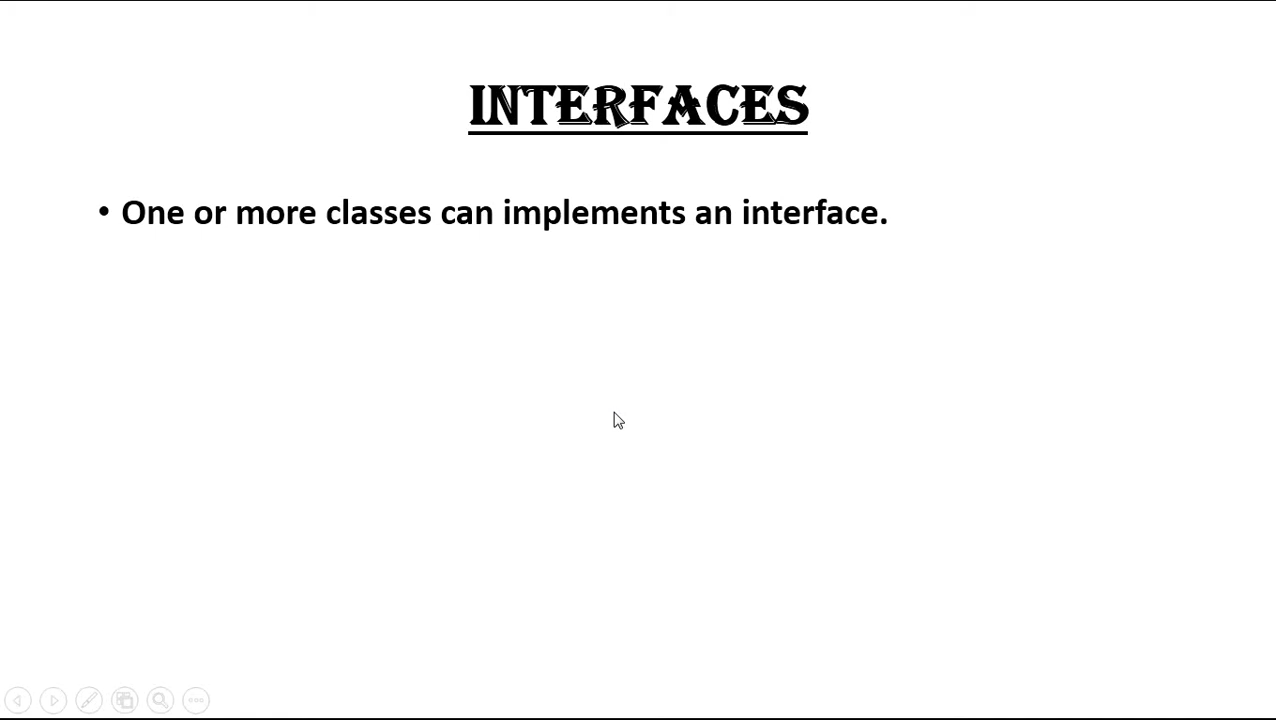 INTERFACES
• One or more classes can implements an interface.